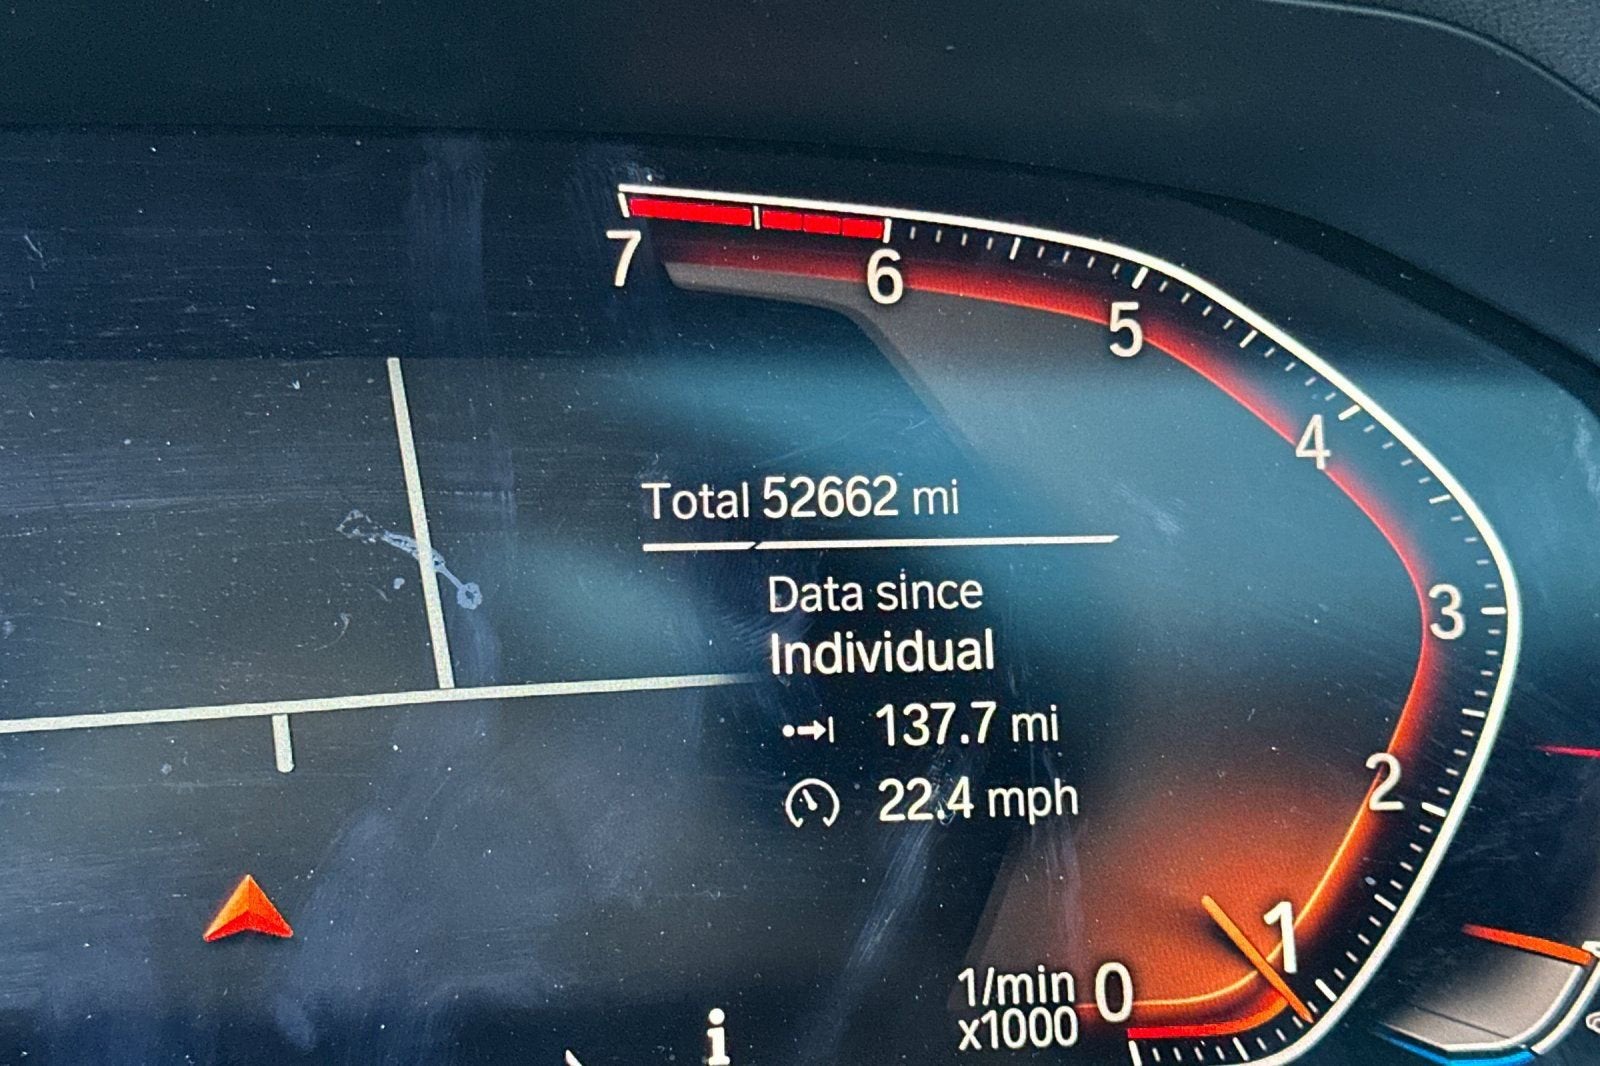 7
6
5
4
Total 52662 mi
Data since
3
Individual
137.7 mi
2
22.4 mph
1
1/min 0
x1000
i